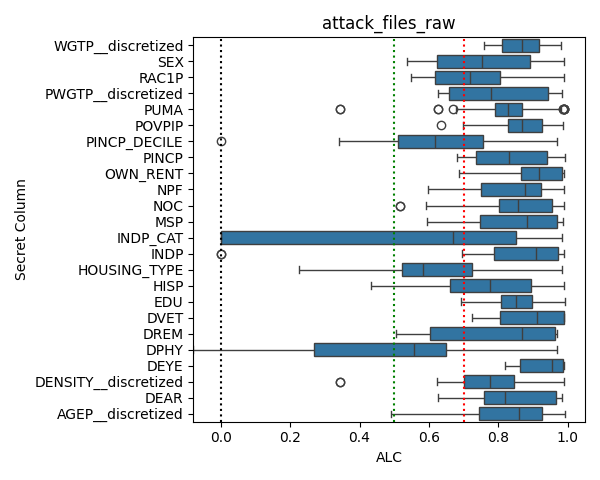 attack_files_raw
WGTP__discretized
SEX
RAC1P
PWGTP__discretized
PUMA
POVPIP
PINCP_DECILE
PINCP
OWN_RENT
NPF
NOC
MSP
INDP_CAT
INDP
HOUSING_TYPE
HISP
EDU
DVET
DREM
DPHY
DEYE
DENSITY__discretized
DEAR
AGEP__discretized
Secret Column
0.0 0.2 0.4 0.6 0.8 1.0
ALC